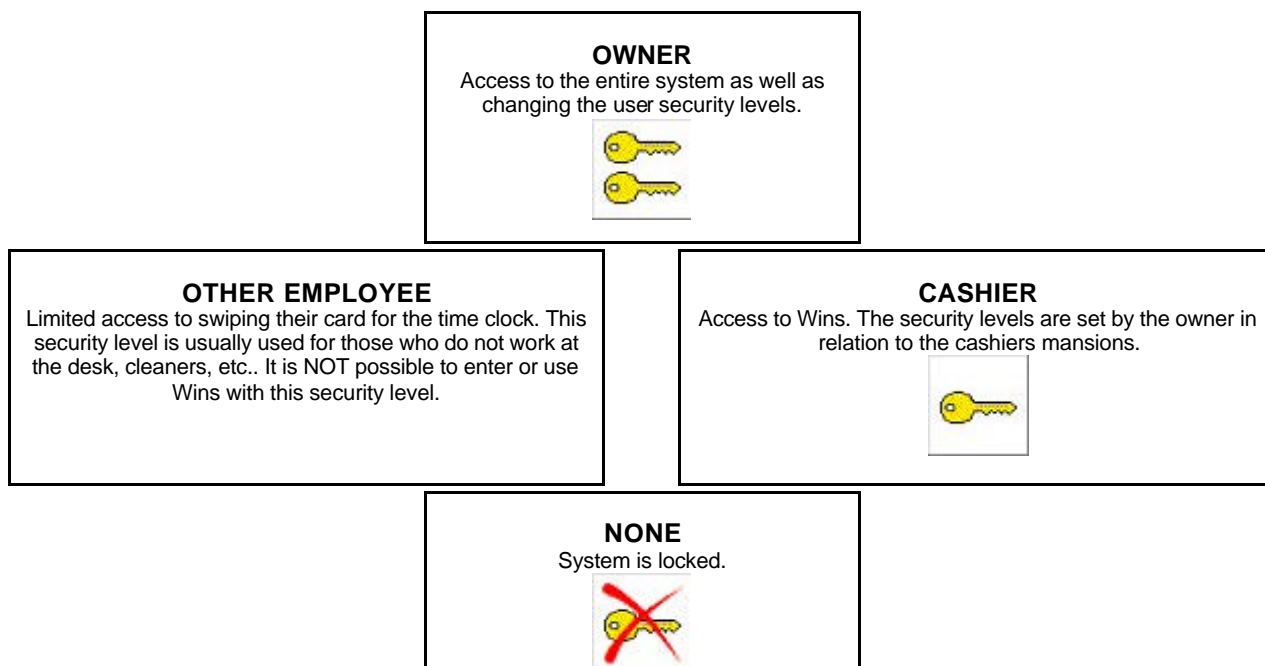 OWNER
Access to the entire system as well as
changing the user security levels.
OTHER EMPLOYEE
Limited access to swiping their card for the time clock. This
security level is usually used for those who do not work at
the desk, cleaners, etc.. It is NOT possible to enter or use
Wins with this security level.
CASHIER
Access to Wins. The security levels are set by the owner in
relation to the cashiers mansions.
NONE
System is locked.